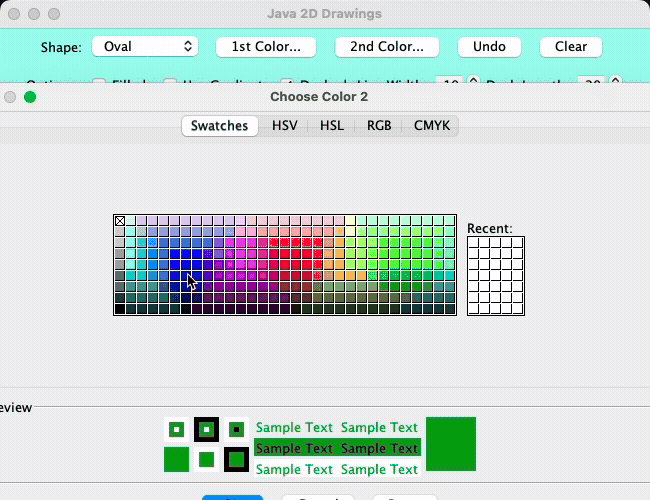 Java 2D Drawings
Shape: Oval 1st Color... 2nd Color... Undo Clear
Choose Color 2
Swatches HSV HSL RGB CMYK
Recent:
eview
Sample Text Sample Text
Sample Text Sample Text
Sample Text Sample Text